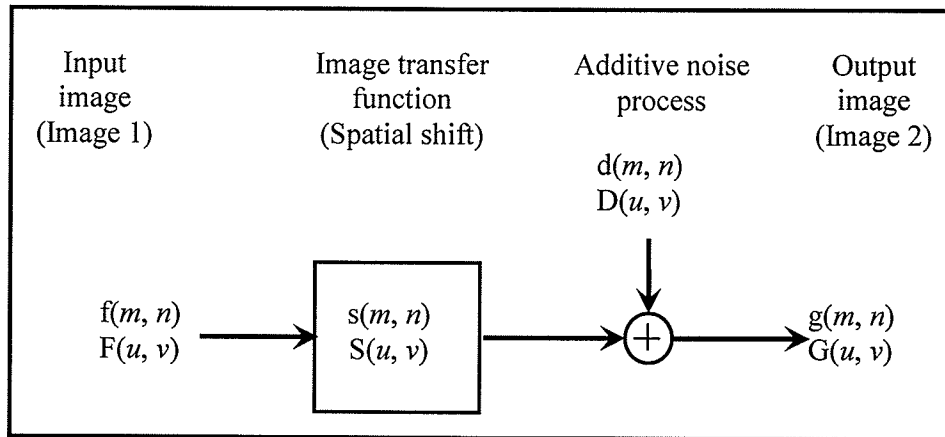 Input
image
(Image 1)
Image transfer
function
(Spatial shift)
Additive noise
process
Output
image
(Image 2)
d(m, n)
D(u, v)
f(m, n)
F(u, v)
s(m, n)
S(u, v)
+
g(m, n)
G(u, v)